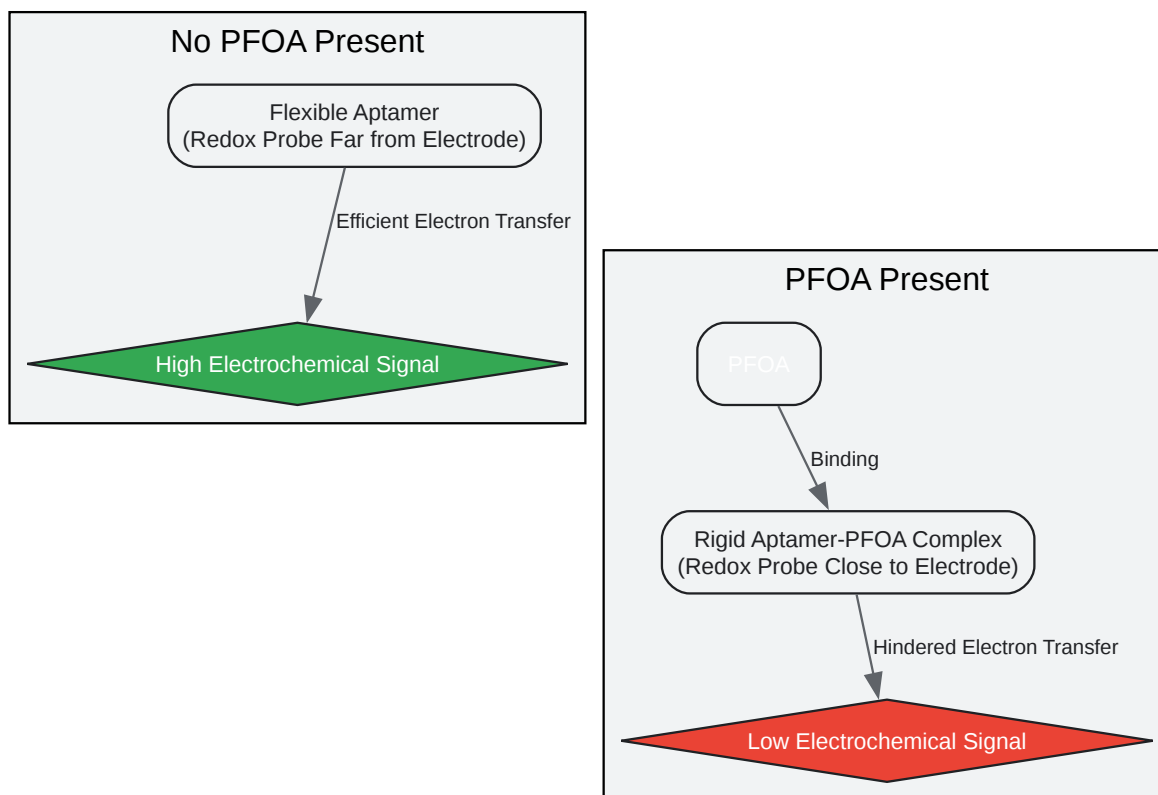 No PFOA Present
Flexible Aptamer
(Redox Probe Far from Electrode)
Efficient Electron Transfer
High Electrochemical Signal
PFOA Present
PFOA
Binding
Rigid Aptamer-PFOA Complex
(Redox Probe Close to Electrode)
Hindered Electron Transfer
Low Electrochemical Signal